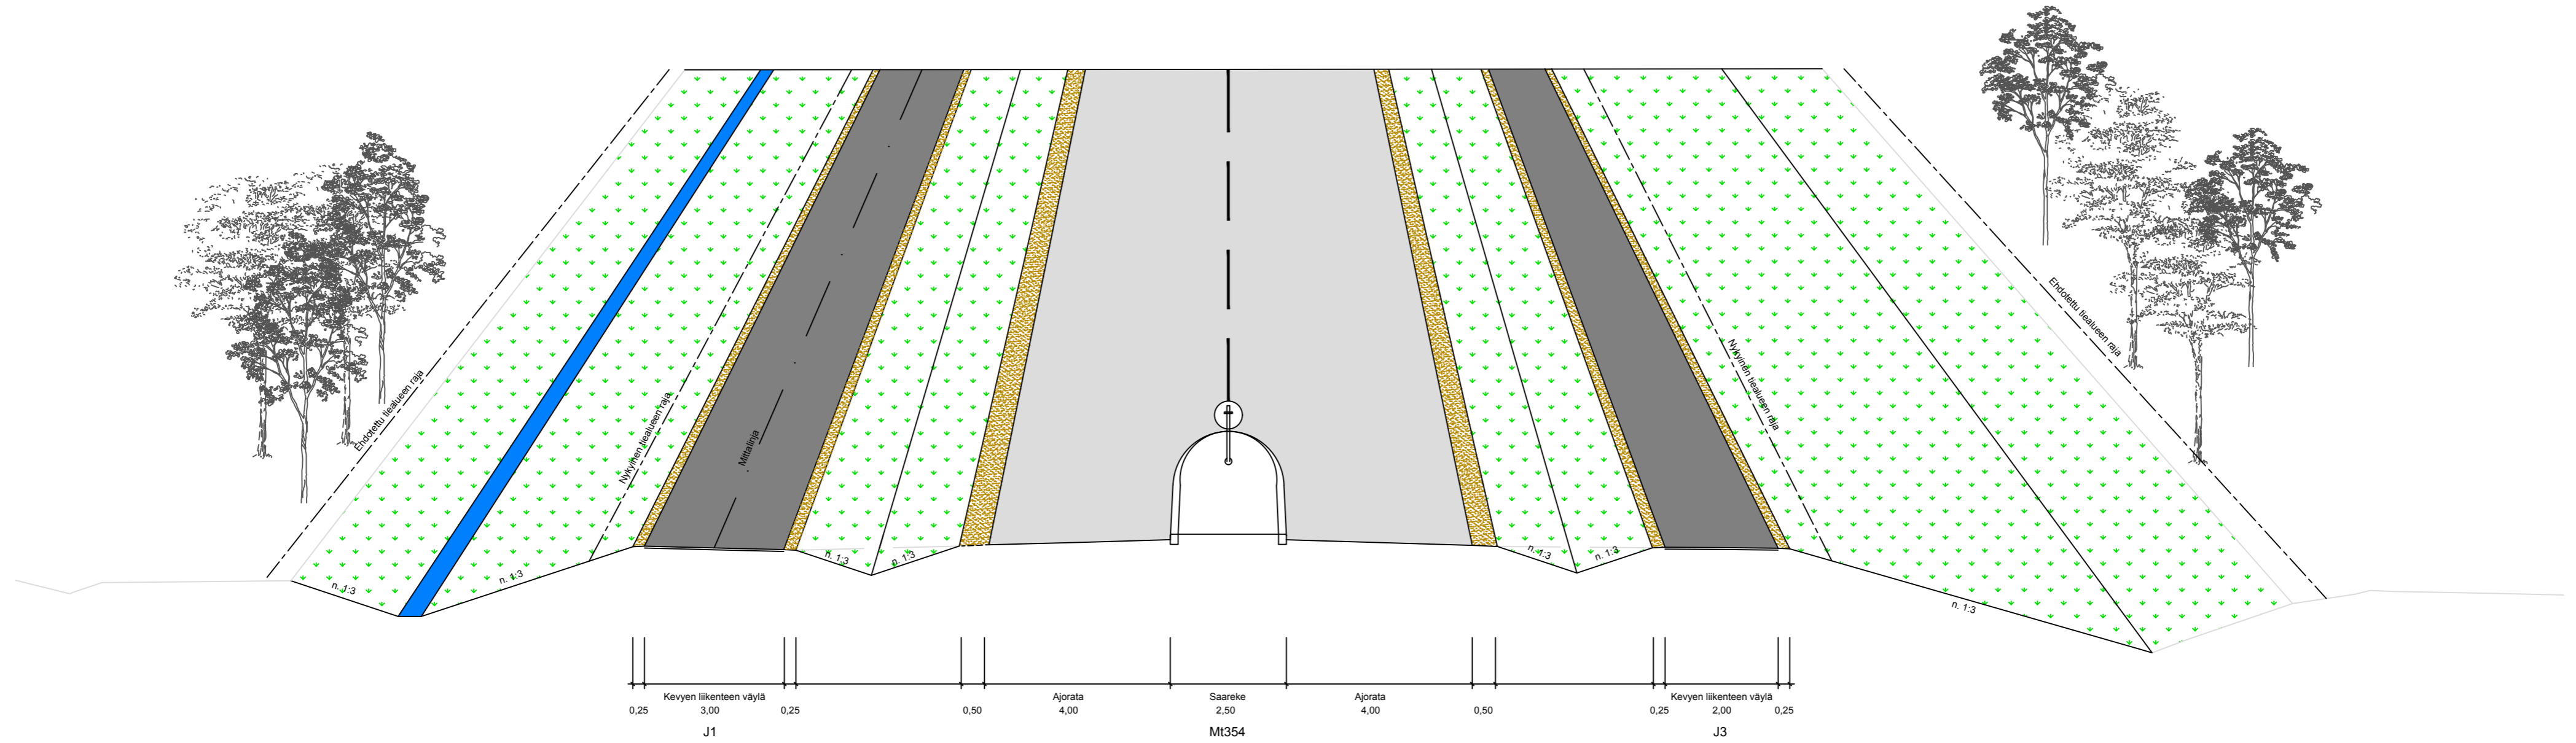 Ehdotettu tiealueen raja
Nykyinen tiealueen raja
Mittalinja
Nykyinen tiealueen raja
Ehdotettu tiealueen raja
n. 1:3
n. 1:3
n. 1:3
n. 1:3
n. 1:3
n. 1:3
n. 1:3
Kevyen liikenteen väylä
Ajorata
Saareke
Ajorata
Kevyen liikenteen väylä
0,25 3,00 0,25 0,50 4,00 2,50 4,00 0,50 0,25 2,00 0,25
J1
Mt354
J3